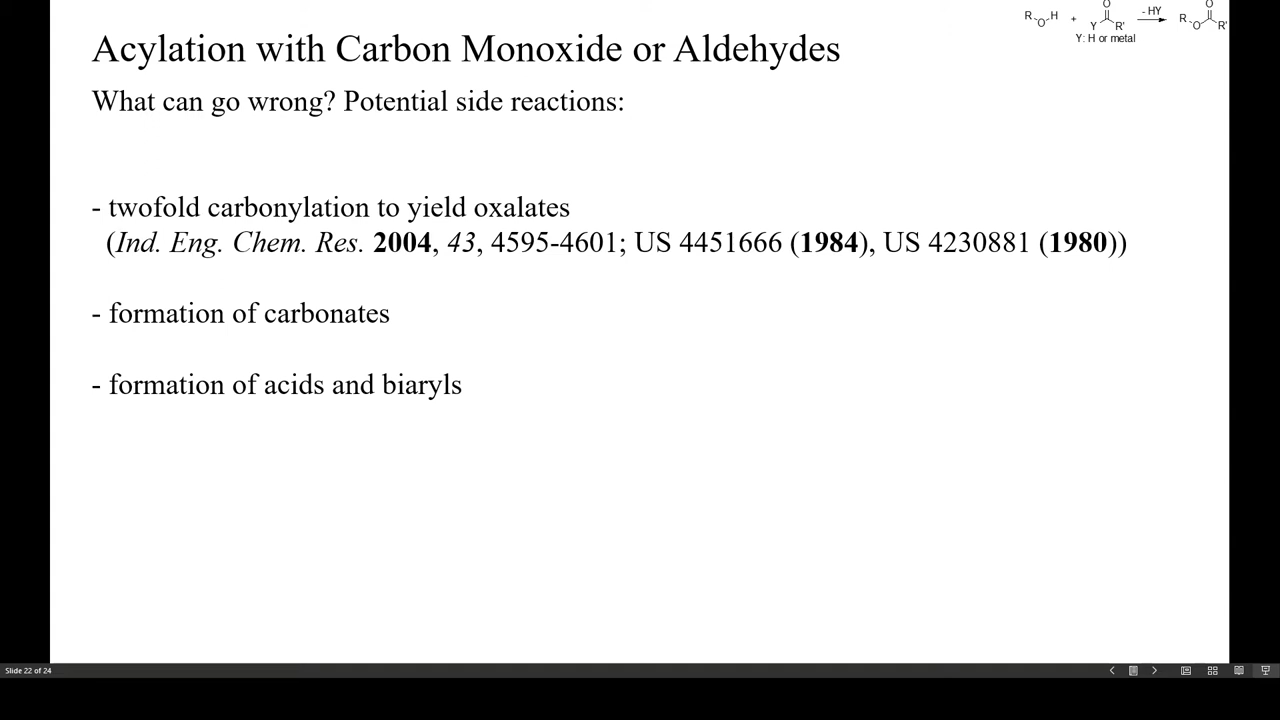 Acylation with Carbon Monoxide or Aldehydes
R O H + Y O R' - HY R O O R'
Y: H or metal
What can go wrong? Potential side reactions:
- twofold carbonylation to yield oxalates
(Ind. Eng. Chem. Res. 2004, 43, 4595-4601; US 4451666 (1984), US 4230881 (1980))
- formation of carbonates
- formation of acids and biaryls
Slide 22 of 24